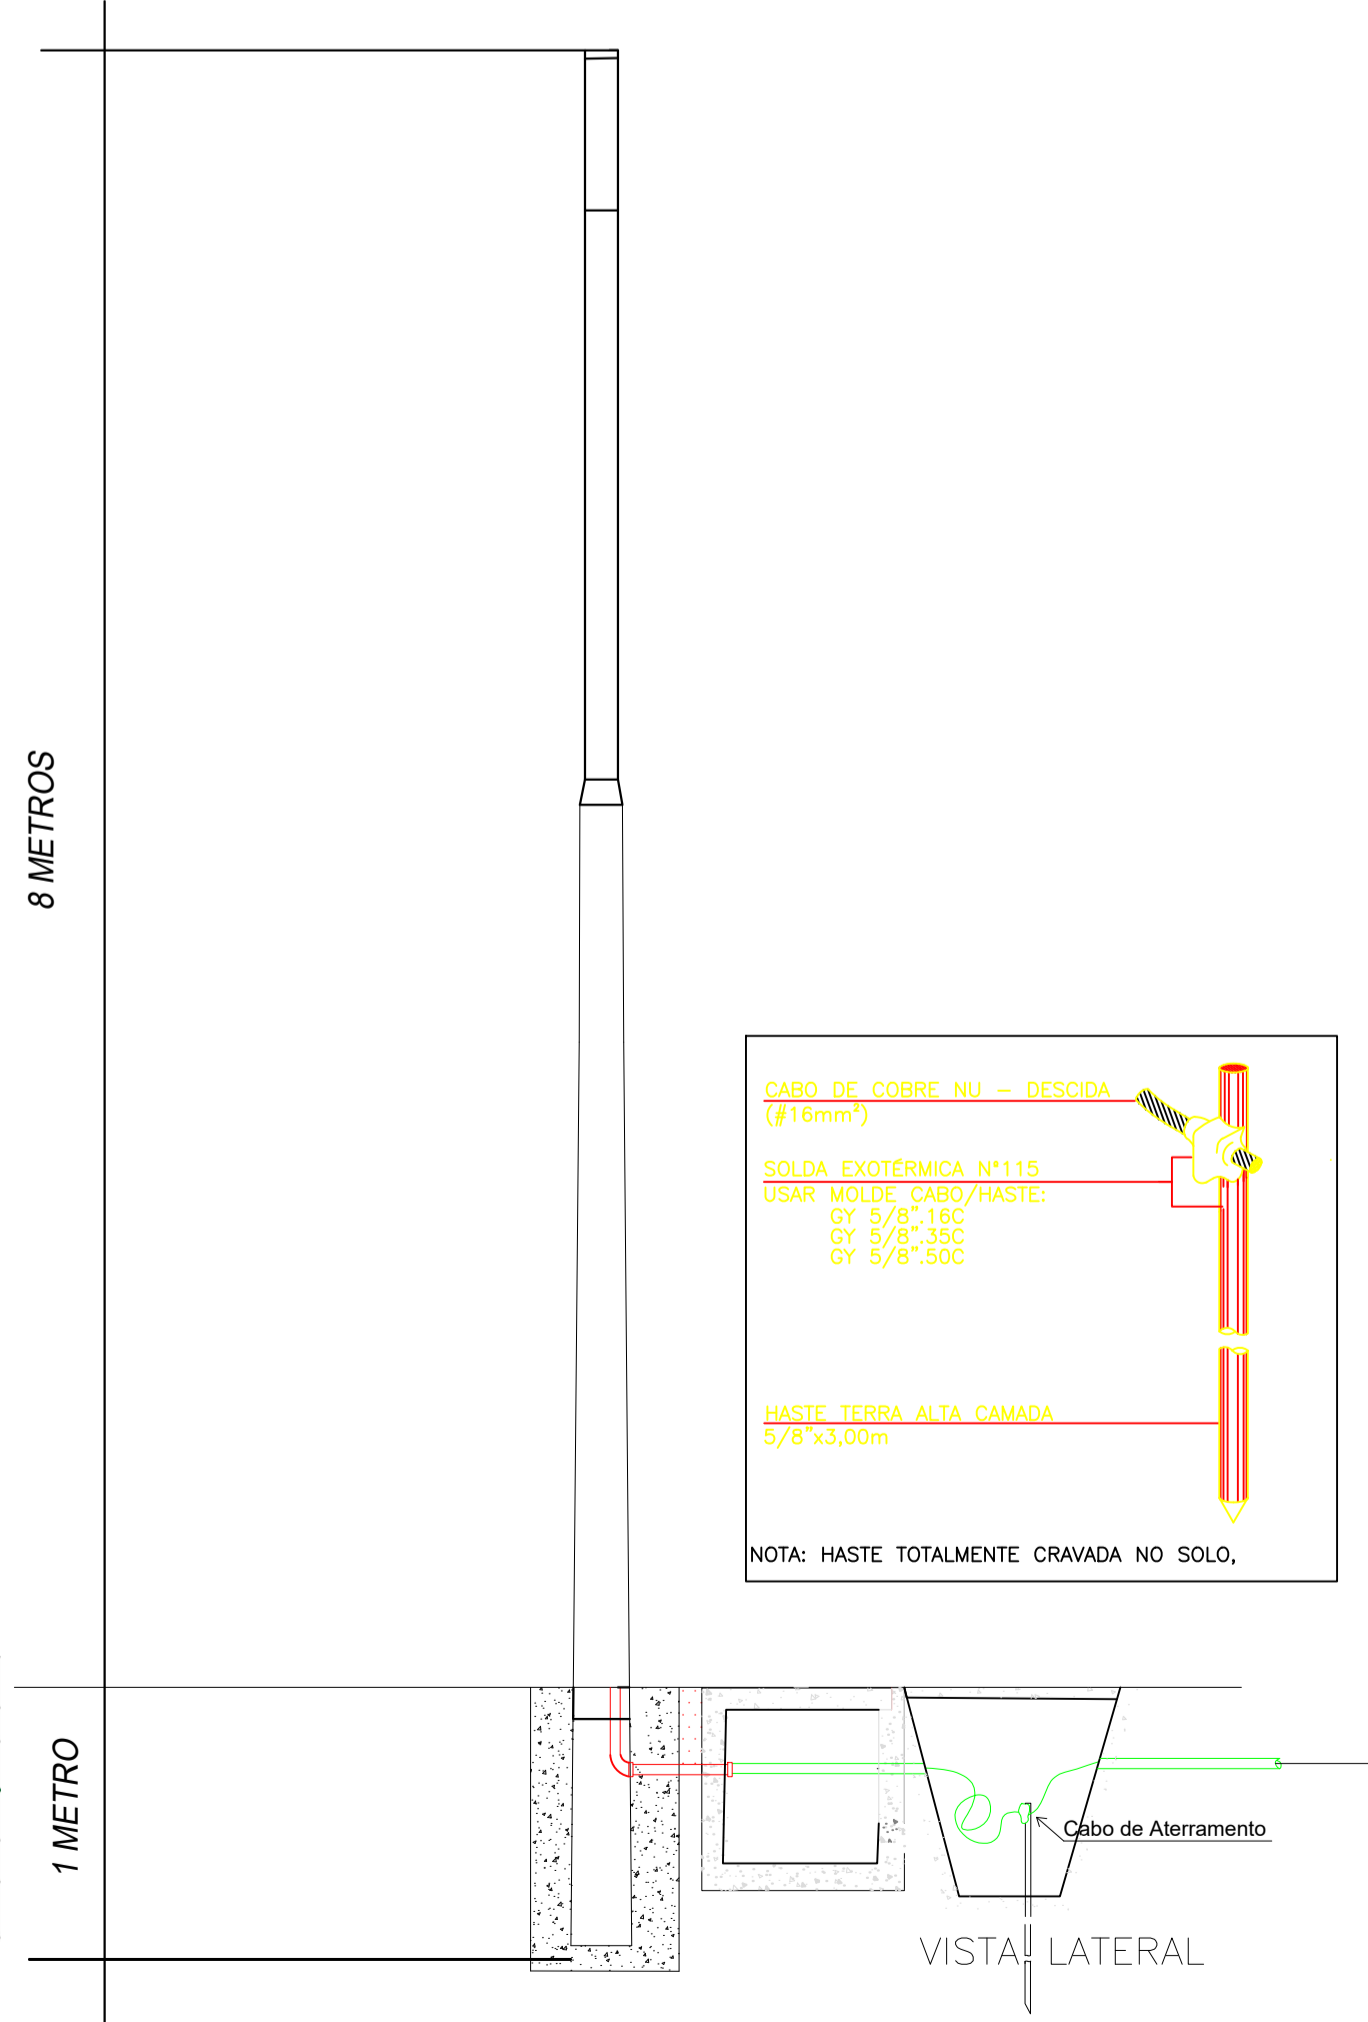 8 METROS
CABO DE COBRE NU - DESCIDA
(#16mm²)
SOLDA EXOTÉRMICA N°115
USAR MOLDE CABO/HASTE:
GY 5/8".16C
GY 5/8".35C
GY 5/8".50C
HASTE TERRA ALTA CAMADA
5/8"x3,00m
NOTA: HASTE TOTALMENTE CRAVADA NO SOLO,
1 METRO
Cabo de Aterramento
VISTA LATERAL